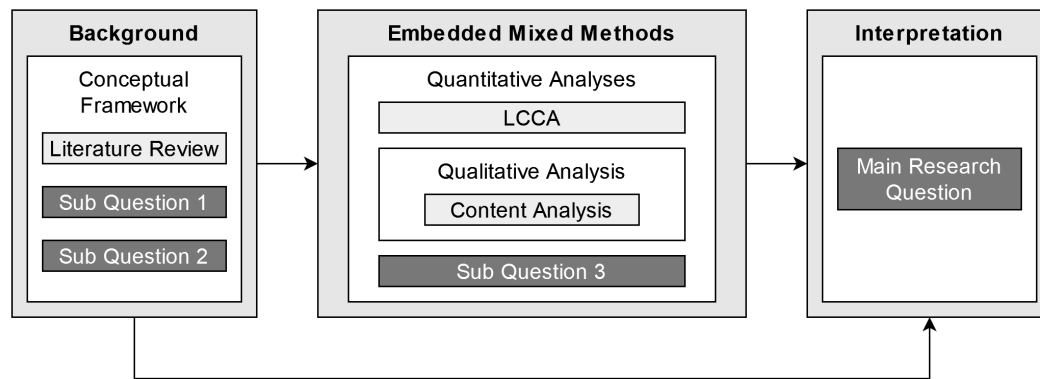 Background
Conceptual
Framework
Literature Review
Sub Question 1
Sub Question 2
Embedded Mixed Methods
Quantitative Analyses
LCCA
Qualitative Analysis
Content Analysis
Sub Question 3
Interpretation
Main Research
Question